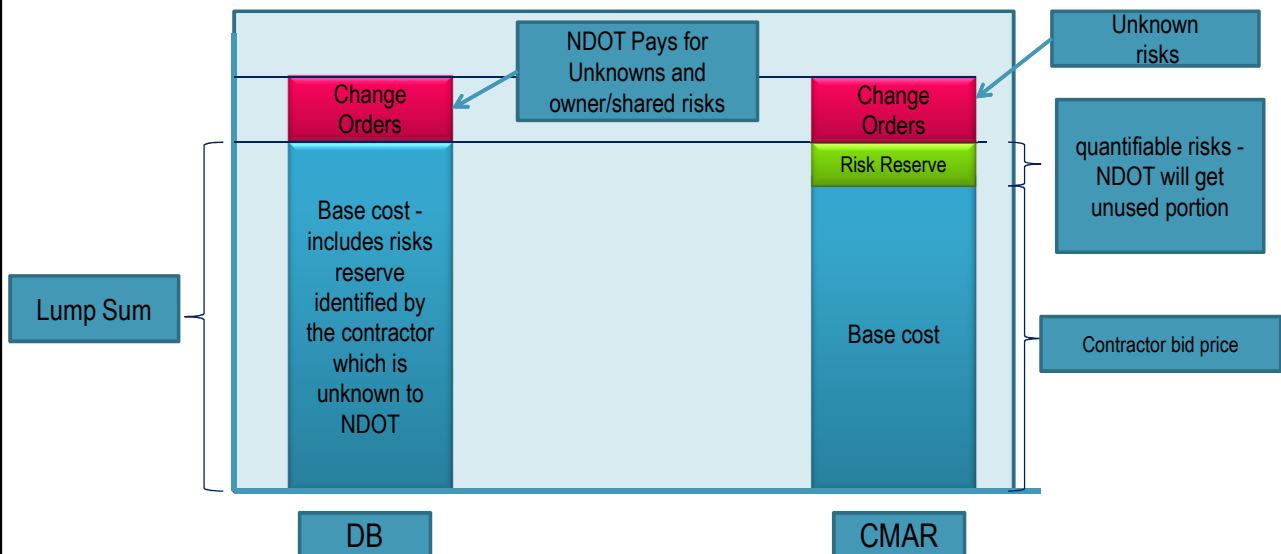 NDOT Pays for
Unknowns and
owner/shared risks
Unknown
risks
Change
Orders
Change
Orders
Risk Reserve
quantifiable risks -
NDOT will get
unused portion
Lump Sum
Base cost -
includes risks
reserve
identified by
the contractor
which is
unknown to
NDOT
Base cost
Contractor bid price
DB
CMAR